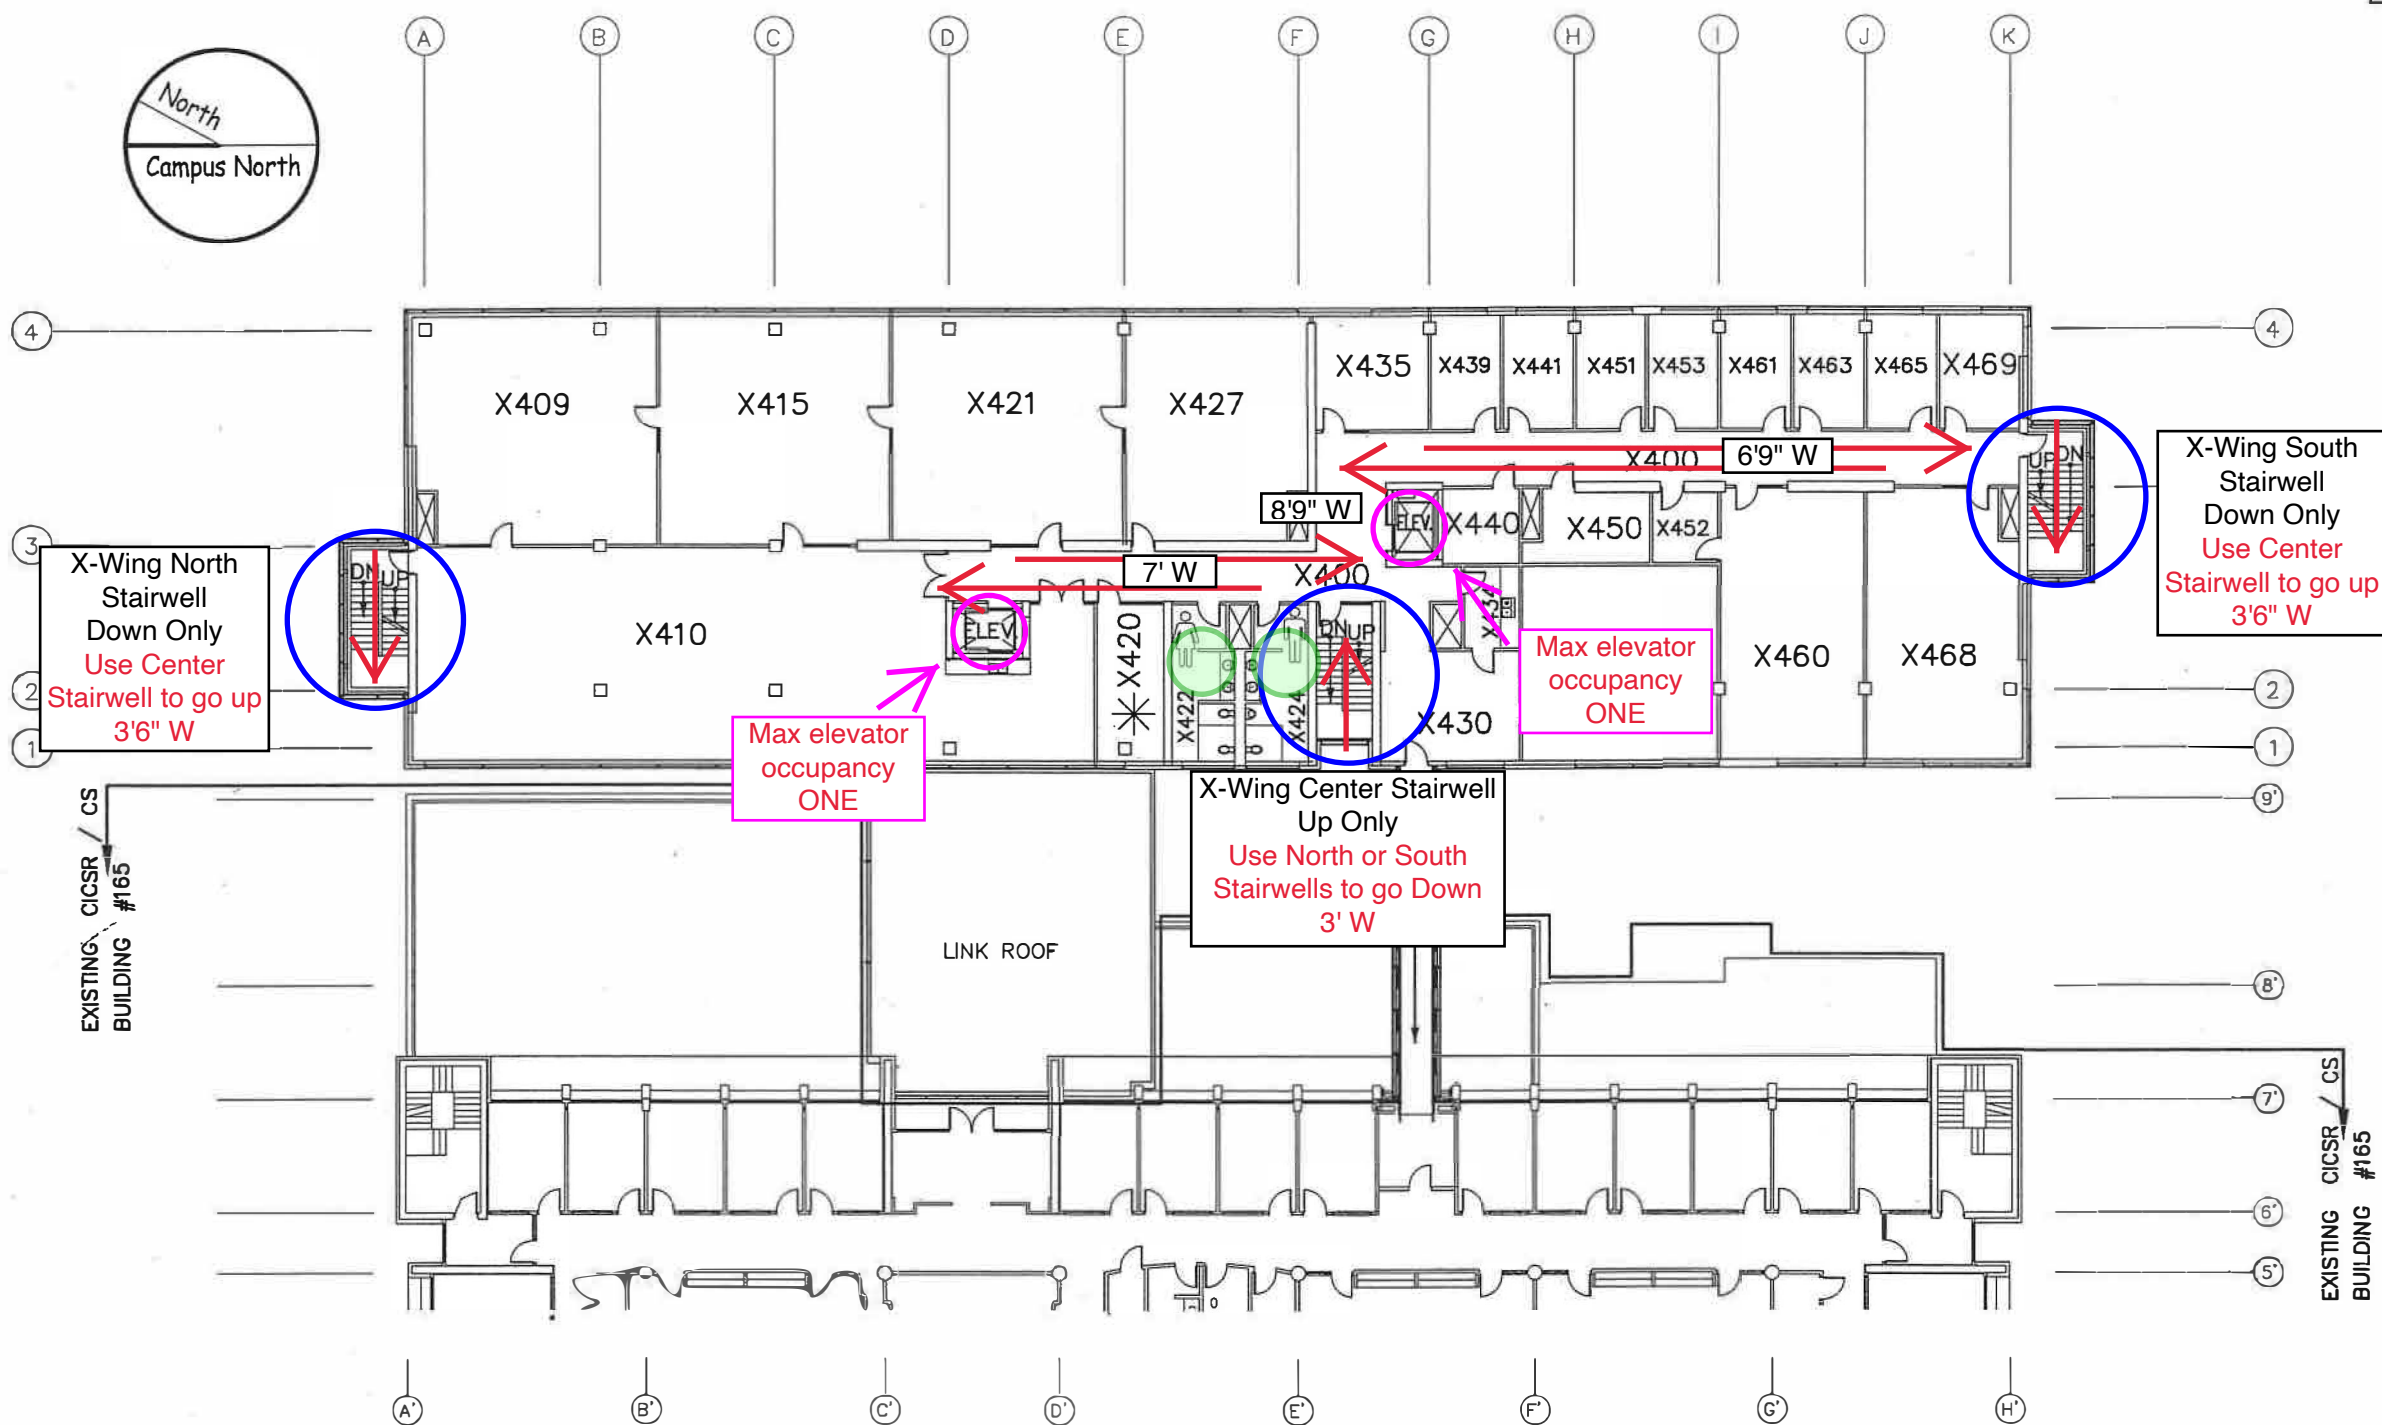 A B C D E F G H I J K
North
Campus North
4
4
X435 X439 X441 X451 X453 X461 X463 X465 X469
X409 X415 X421 X427
X400
6'9" W
UP DN
X-Wing South
Stairwell
Down Only
Use Center
Stairwell to go up
3'6" W
8'9" W
ELEV.
X440 X450 X452
3
X-Wing North
Stairwell
Down Only
Use Center
Stairwell to go up
3'6" W
DN UP
7' W
X400
X410
ELEV.
X420
X422
X424
DN UP
X434
X430
X460 X468
Max elevator
occupancy
ONE
Max elevator
occupancy
ONE
2
2
1
1
X-Wing Center Stairwell
Up Only
Use North or South
Stairwells to go Down
3' W
EXISTING CICSR / CS
BUILDING #165
LINK ROOF
9'
8'
7'
6'
5'
EXISTING CICSR / CS
BUILDING #165
A' B' C' D' E' F' G' H'